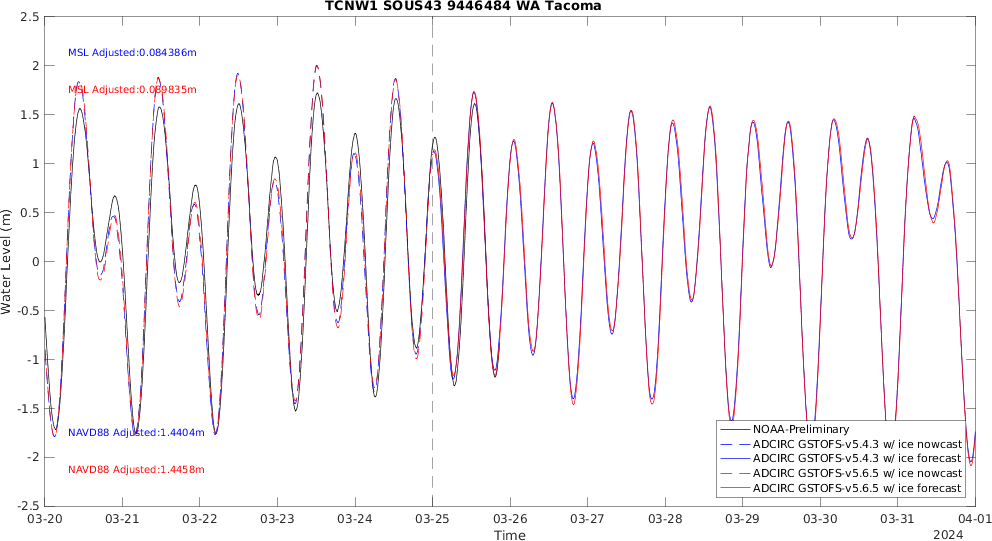 TCNW1 SOUS43 9446484 WA Tacoma
2.5
2
1.5
1
0.5
0
-0.5
-1
-1.5
-2
-2.5
Water Level (m)
MSL Adjusted:0.084386m
MSL Adjusted:0.089835m
NAVD88 Adjusted:1.4404m
NAVD88 Adjusted:1.4458m
NOAA-Preliminary
ADCIRC GSTOFS-v5.4.3 w/ ice nowcast
ADCIRC GSTOFS-v5.4.3 w/ ice forecast
ADCIRC GSTOFS-v5.6.5 w/ ice nowcast
ADCIRC GSTOFS-v5.6.5 w/ ice forecast
03-20 03-21 03-22 03-23 03-24 03-25 03-26 03-27 03-28 03-29 03-30 03-31 04-01
Time
2024